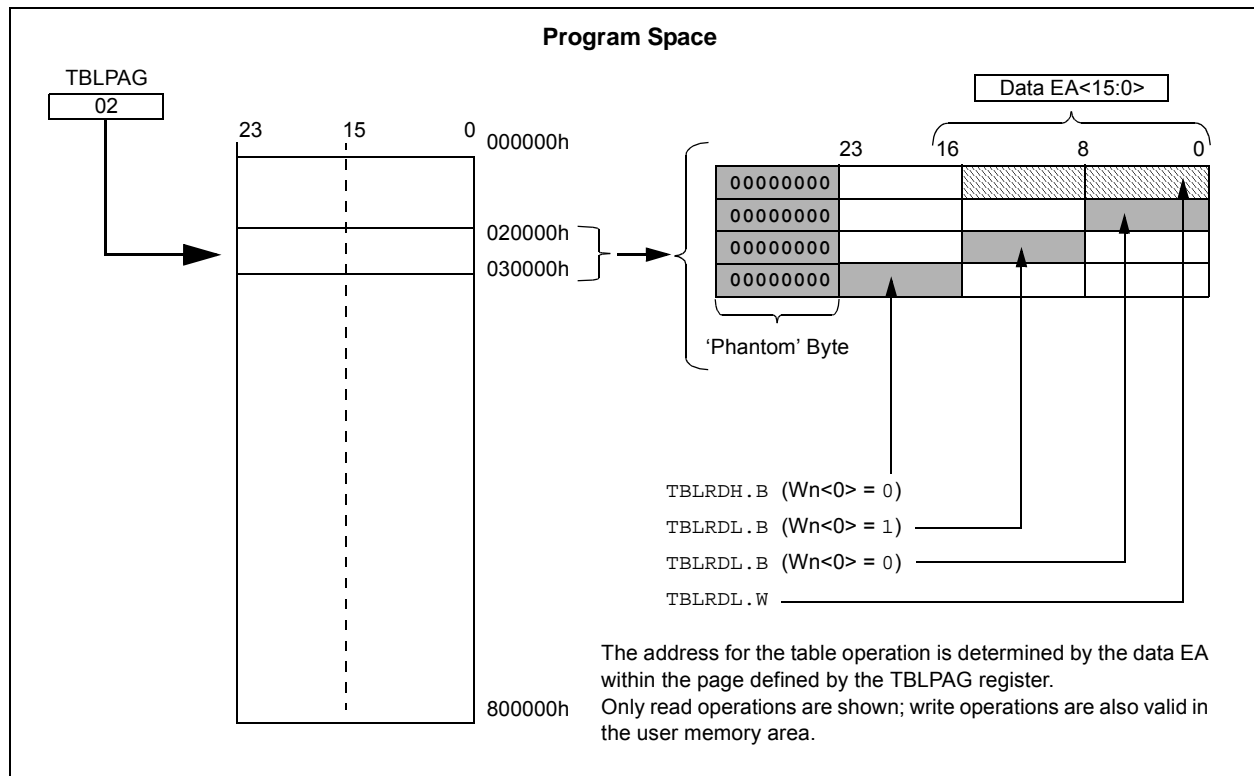 Program Space
TBLPAG
02
Data EA<15:0>
23 15 0
000000h
23 16 8 0
00000000
00000000
00000000
00000000
020000h
030000h
'Phantom' Byte
TBLRDH.B (Wn<0> = 0)
TBLRDL.B (Wn<0> = 1)
TBLRDL.B (Wn<0> = 0)
TBLRDL.W
The address for the table operation is determined by the data EA
within the page defined by the TBLPAG register.
Only read operations are shown; write operations are also valid in
the user memory area.
800000h